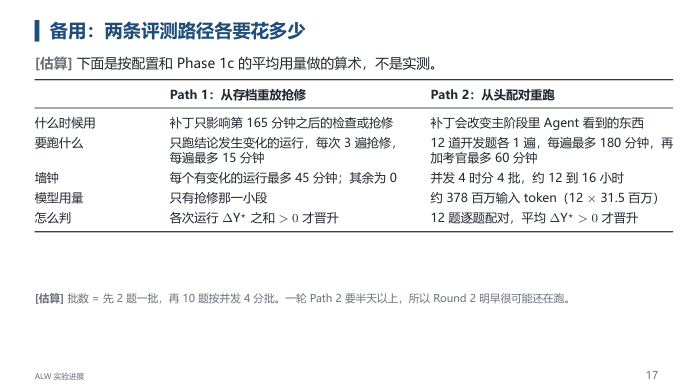 备用：两条评测路径各要花多少
[估算] 下面是按配置和 Phase 1c 的平均用量做的算术，不是实测。
Path 1：从存档重放抢修 Path 2：从头配对重跑
什么时候用 补丁只影响第 165 分钟之后的检查或抢修 补丁会改变主阶段里 Agent 看到的东西
要跑什么 只跑结论发生变化的运行，每次 3 遍抢修， 12 道开发题各 1 遍，每遍最多 180 分钟，再
每遍最多 15 分钟 加考官最多 60 分钟
墙钟 每个有变化的运行最多 45 分钟；其余为 0 并发 4 时分 4 批，约 12 到 16 小时
模型用量 只有抢修那一小段 约 378 百万输入 token（12 × 31.5 百万）
怎么判 各次运行 ΔY⋆ 之和 > 0 才晋升 12 题逐题配对，平均 ΔY⋆ > 0 才晋升
[估算] 批数 = 先 2 题一批，再 10 题按并发 4 分批。一轮 Path 2 要半天以上，所以 Round 2 明早很可能还在跑。
ALW 实验进展 17